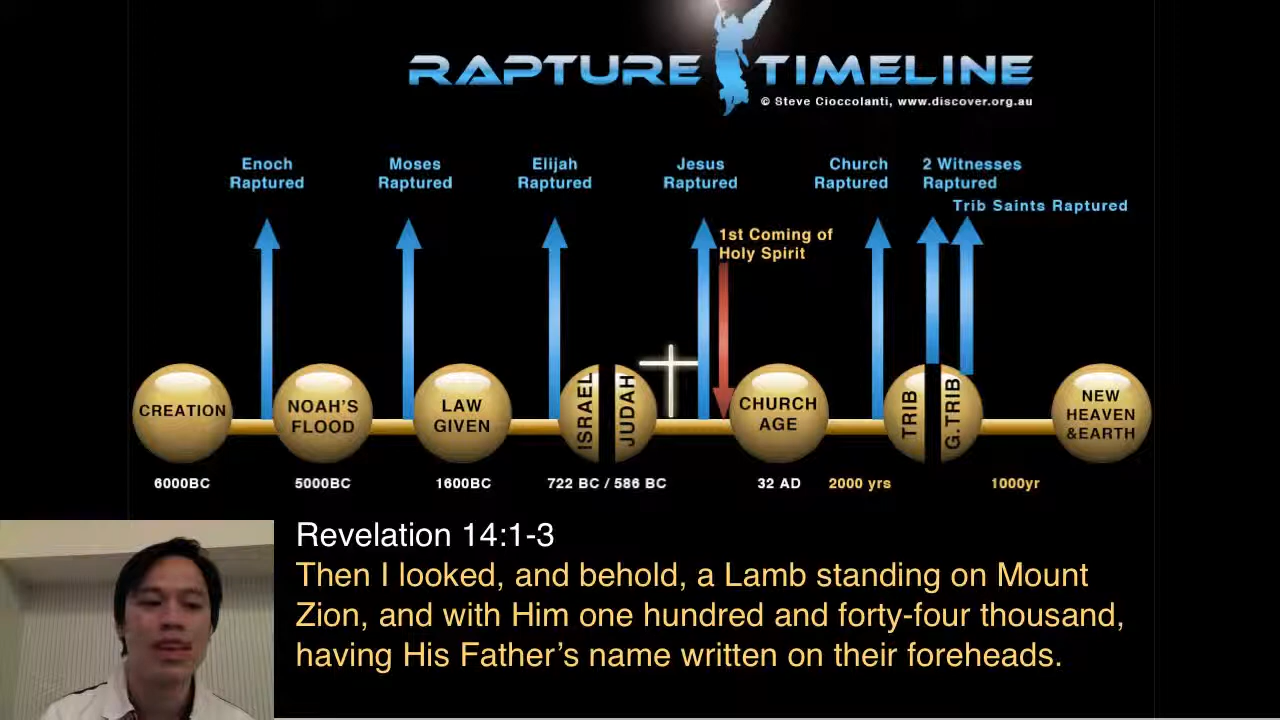 RAPTURE TIMELINE
© Steve Cioccolanti, www.discover.org.au
Enoch
Raptured
Moses
Raptured
Elijah
Raptured
Jesus
Raptured
Church
Raptured
2 Witnesses
Raptured
Trib Saints Raptured
1st Coming of
Holy Spirit
CREATION
NOAH'S
FLOOD
LAW
GIVEN
ISRAEL
JUDAH
CHURCH
AGE
TRIB
G.TRIB
NEW
HEAVEN
&EARTH
6000BC
5000BC
1600BC
722 BC / 586 BC
32 AD
2000 yrs
1000yr
Revelation 14:1-3
Then I looked, and behold, a Lamb standing on Mount
Zion, and with Him one hundred and forty-four thousand,
having His Father’s name written on their foreheads.